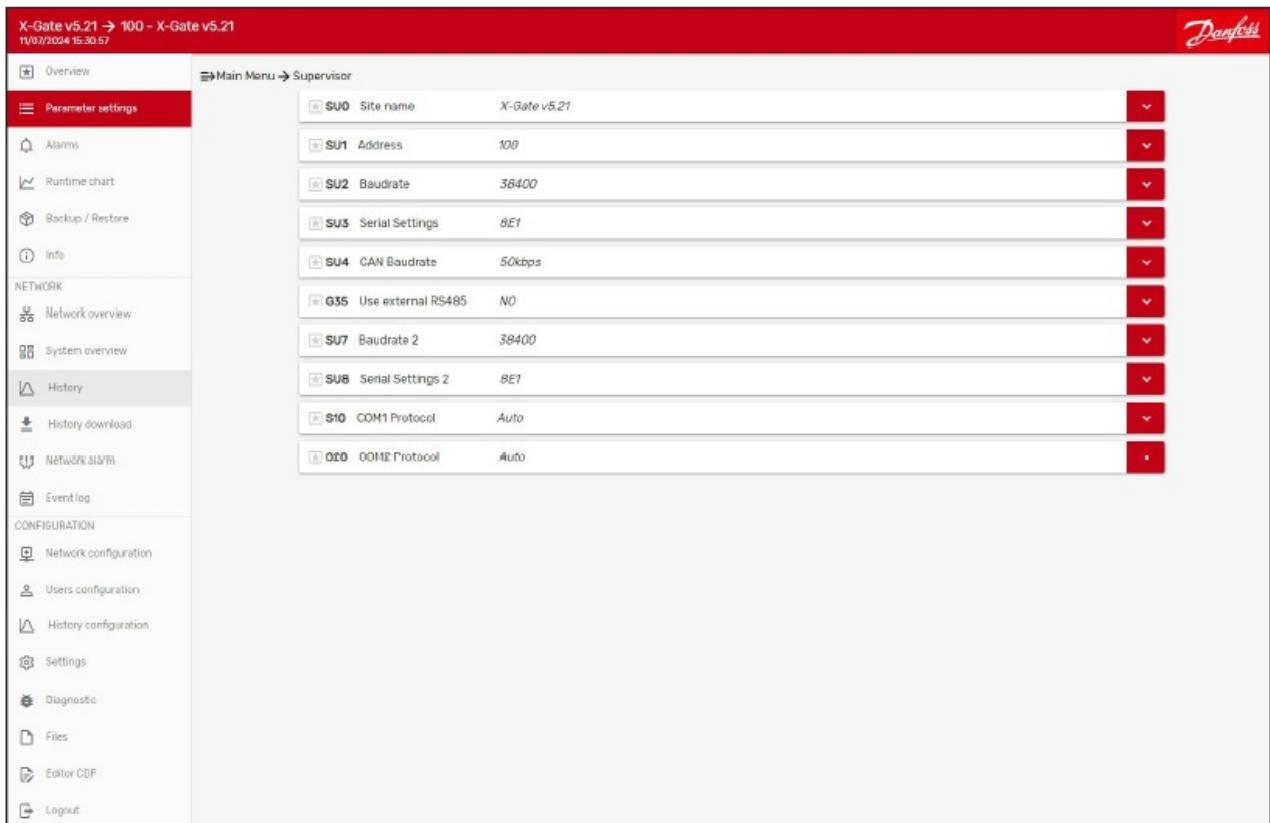 X-Gate v5.21 → 100 - X-Gate v5.21
11/07/2024 15:30:57
Danfoss
Overview
Parameter settings
Alarms
Runtime chart
Backup / Restore
Info
NETWORK
Network overview
System overview
History
History download
Network alarm
Event log
CONFIGURATION
Network configuration
Users configuration
History configuration
Settings
Diagnostic
Files
Editor CDF
Logout
Main Menu → Supervisor
SU0 Site name X-Gate v5.21
SU1 Address 100
SU2 Baudrate 38400
SU3 Serial Settings 8E1
SU4 CAN Baudrate 50kbps
G35 Use external RS485 NO
SU7 Baudrate 2 38400
SU8 Serial Settings 2 8E1
S10 COM1 Protocol Auto
Protocol Auto